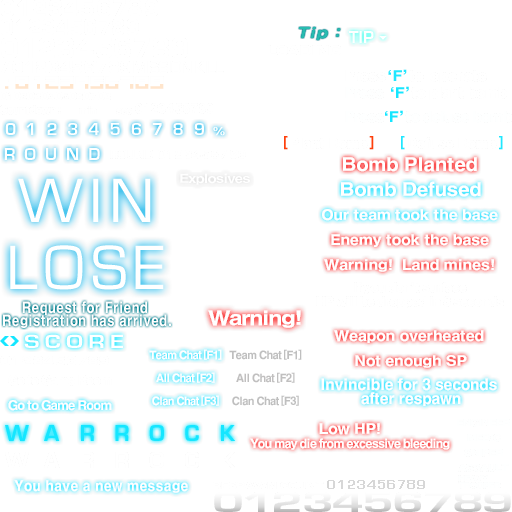 Tip : TIP -
'F'
'F'
'F'
0 1 2 3 4 5 6 7 8 9 %
[ ] [ ]
ROUND
Bomb Planted
Explosives
WIN
Bomb Defused
Our team took the base
Enemy took the base
LOSE
Warning! Land mines!
Request for Friend
Registration has arrived.
Warning!
<> SCORE
Weapon overheated
Team Chat[F1] Team Chat[F1]
Not enough SP
All Chat[F2] All Chat[F2]
Invincible for 3 seconds
after respawn
Clan Chat[F3] Clan Chat[F3]
Go to Game Room
WARROCK
Low HP!
You may die from excessive bleeding
You have a new message
0123456789
0123456789